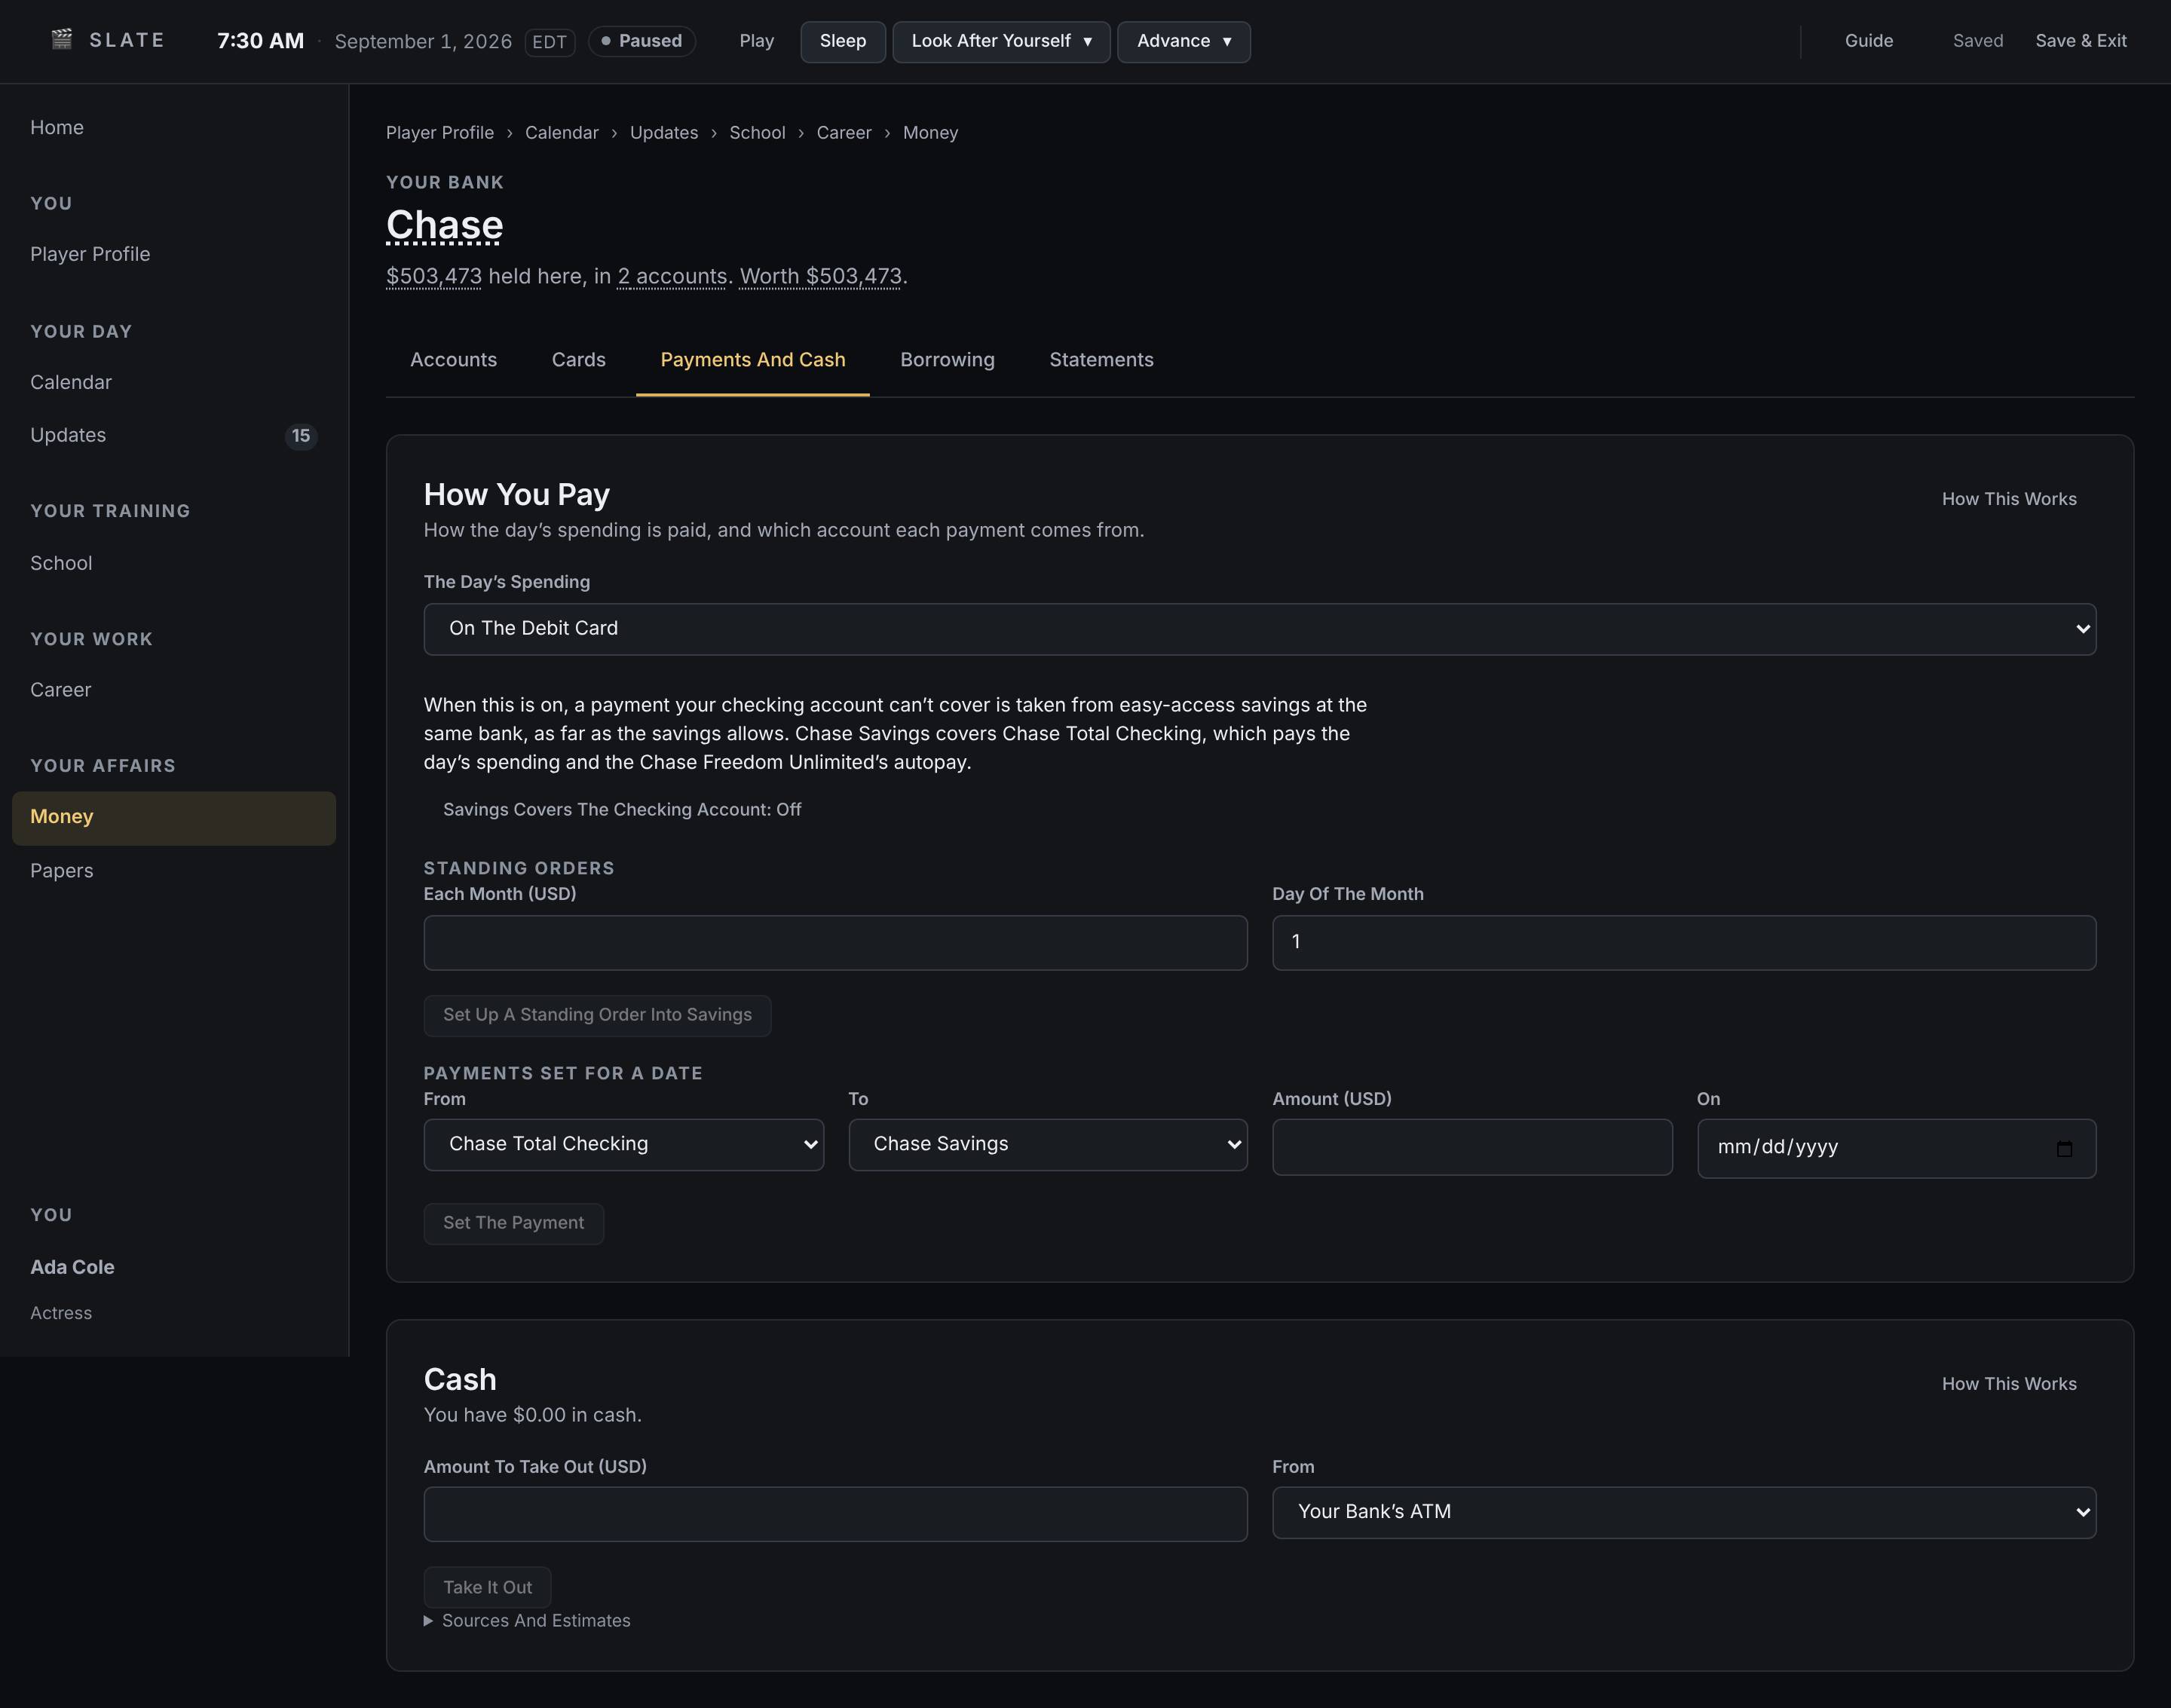 🎬 SLATE
7:30 AM · September 1, 2026 EDT Paused Play Sleep Look After Yourself ▾ Advance ▾ Guide Saved Save & Exit
Home
YOU
Player Profile
YOUR DAY
Calendar
Updates 15
YOUR TRAINING
School
YOUR WORK
Career
YOUR AFFAIRS
Money
Papers
YOU
Ada Cole
Actress
Player Profile › Calendar › Updates › School › Career › Money
YOUR BANK
Chase
$503,473 held here, in 2 accounts. Worth $503,473.
Accounts Cards Payments And Cash Borrowing Statements
How You Pay
How This Works
How the day’s spending is paid, and which account each payment comes from.
The Day’s Spending
On The Debit Card
When this is on, a payment your checking account can’t cover is taken from easy-access savings at the
same bank, as far as the savings allows. Chase Savings covers Chase Total Checking, which pays the
day’s spending and the Chase Freedom Unlimited’s autopay.
Savings Covers The Checking Account: Off
STANDING ORDERS
Each Month (USD) Day Of The Month
1
Set Up A Standing Order Into Savings
PAYMENTS SET FOR A DATE
From To Amount (USD) On
Chase Total Checking Chase Savings mm/dd/yyyy
Set The Payment
Cash
How This Works
You have $0.00 in cash.
Amount To Take Out (USD) From
Your Bank’s ATM
Take It Out
▶ Sources And Estimates